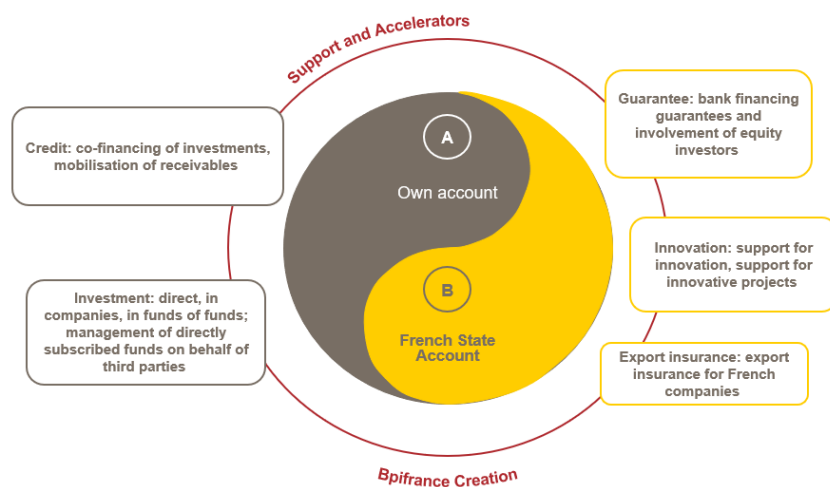 Support and Accelerators
Credit: co-financing of investments,
mobilisation of receivables
Investment: direct, in
companies, in funds of funds;
management of directly
subscribed funds on behalf of
third parties
A
Own account
B
French State
Account
Guarantee: bank financing
guarantees and
involvement of equity
investors
Innovation: support for
innovation, support for
innovative projects
Export insurance: export
insurance for French
companies
Bpifrance Creation